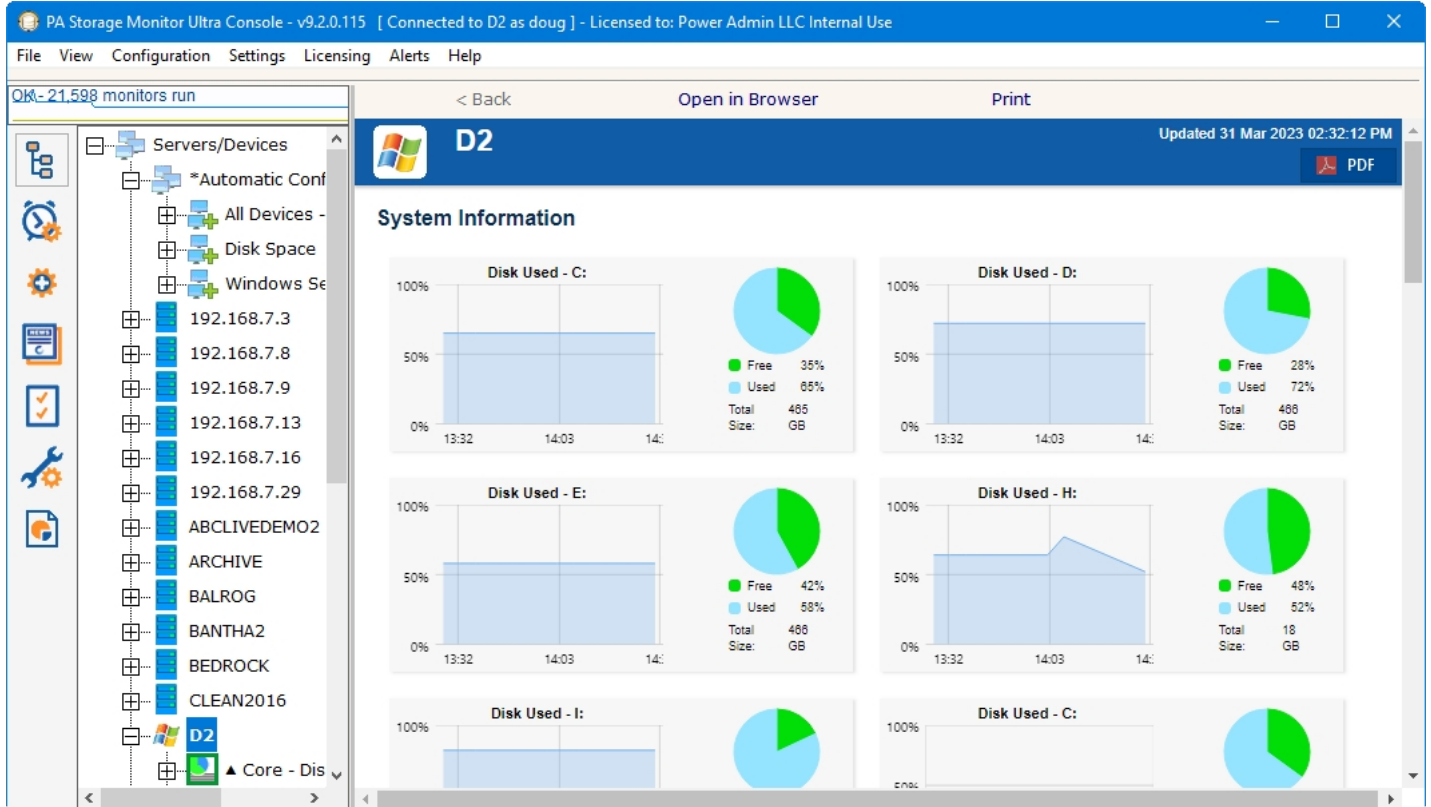 PA Storage Monitor Ultra Console - v9.2.0.115 [ Connected to D2 as doug ] - Licensed to: Power Admin LLC Internal Use
File View Configuration Settings Licensing Alerts Help
OK - 21,598 monitors run
< Back Open in Browser Print
Servers/Devices
*Automatic Conf
All Devices -
Disk Space
Windows Se
192.168.7.3
192.168.7.8
192.168.7.9
192.168.7.13
192.168.7.16
192.168.7.29
ABCLIVEDEMO2
ARCHIVE
BALROG
BANTHA2
BEDROCK
CLEAN2016
D2
▲ Core - Dis
NEWS
D2
Updated 31 Mar 2023 02:32:12 PM
PDF
System Information
Disk Used - C:
100%
50%
0%
13:32 14:03 14:
Free 35%
Used 65%
Total 465
Size: GB
Disk Used - D:
100%
50%
0%
13:32 14:03 14:
Free 28%
Used 72%
Total 466
Size: GB
Disk Used - E:
100%
50%
0%
13:32 14:03 14:
Free 42%
Used 58%
Total 466
Size: GB
Disk Used - H:
100%
50%
0%
13:32 14:03 14:
Free 48%
Used 52%
Total 18
Size: GB
Disk Used - I:
100%
Disk Used - C:
100%
50%